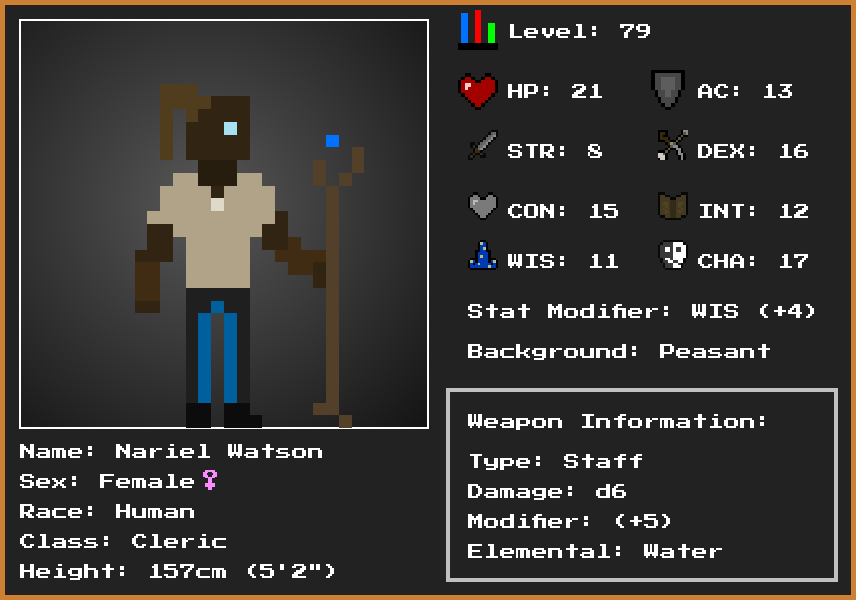 Level: 79
HP: 21 AC: 13
STR: 8 DEX: 16
CON: 15 INT: 12
WIS: 11 CHA: 17
Stat Modifier: WIS (+4)
Background: Peasant
Weapon Information:
Type: Staff
Damage: d6
Modifier: (+5)
Elemental: Water
Name: Nariel Watson
Sex: Female♀
Race: Human
Class: Cleric
Height: 157cm (5'2")